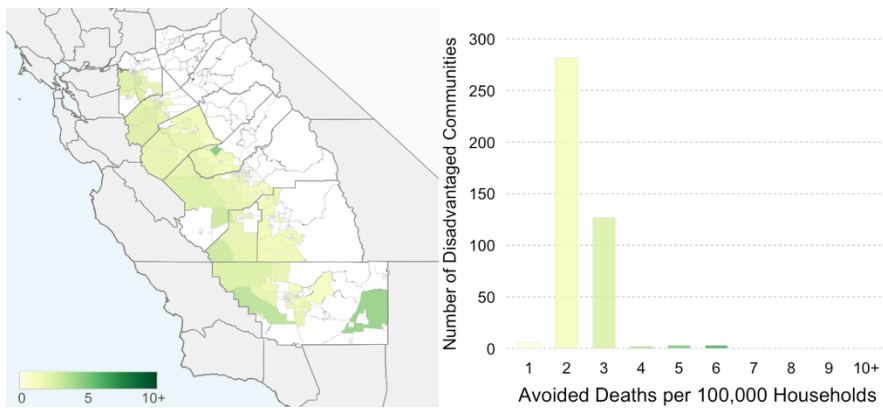 0 5 10+
Number of Disadvantaged Communities
300
250
200
150
100
50
0
1 2 3 4 5 6 7 8 9 10+
Avoided Deaths per 100,000 Households